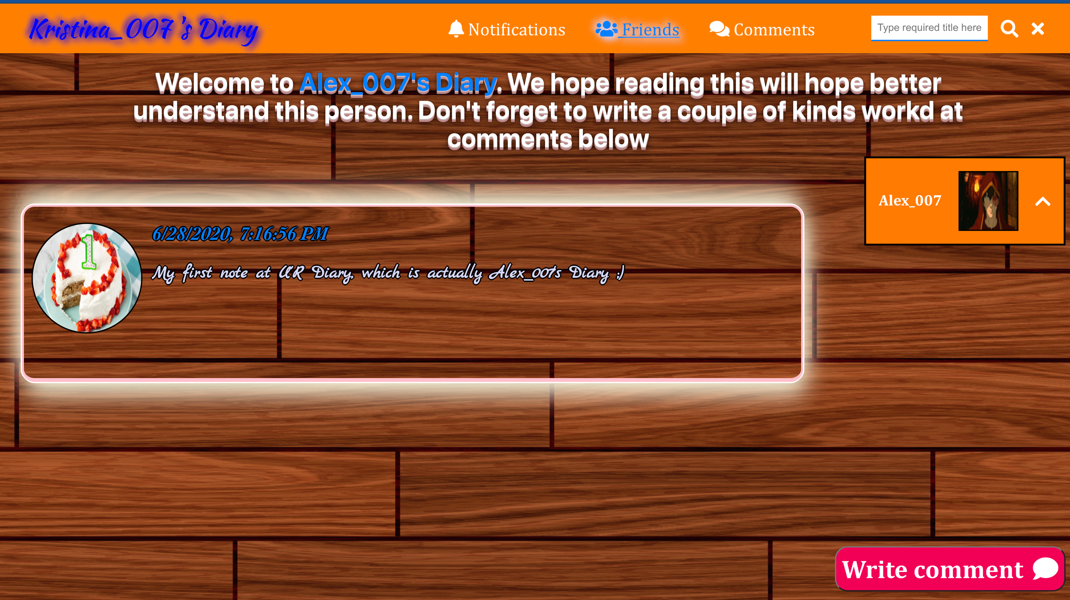 Kristina_007 's Diary
Notifications
Friends
Comments
Type required title here
Welcome to Alex_007's Diary. We hope reading this will hope better
understand this person. Don't forget to write a couple of kinds workd at
comments below
Alex_007
1
6/28/2020, 7:16:56 PM
My first note at UR Diary, which is actually Alex_007's Diary :)
Write comment